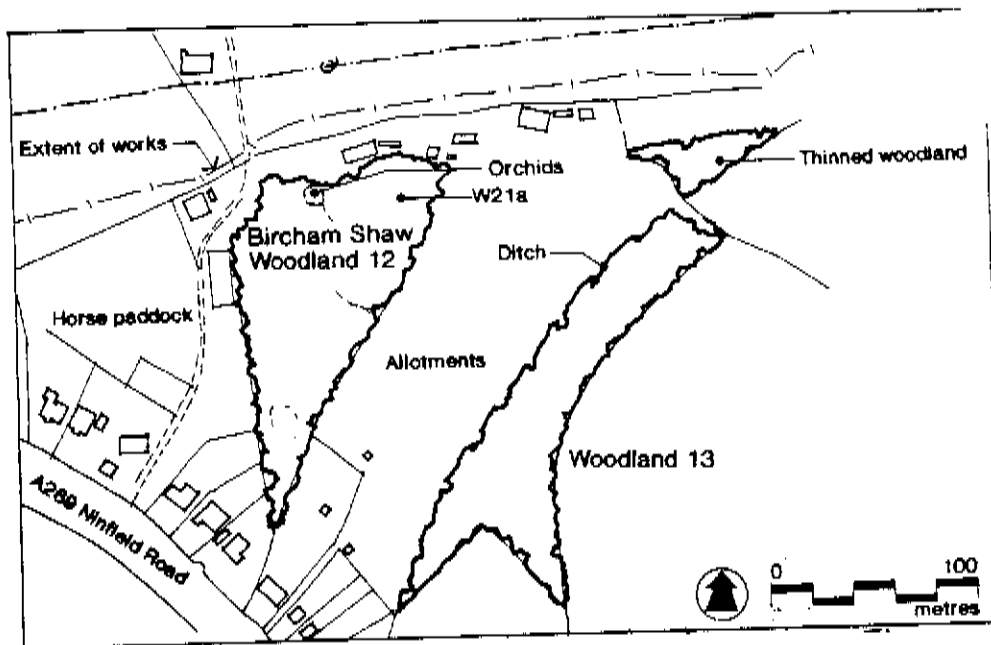 Extent of works
Orchids
W21a
Thinned woodland
Bircham Shaw
Woodland 12
Ditch
Horse paddock
Allotments
Woodland 13
A269 Ninfield Road
0 100
metres